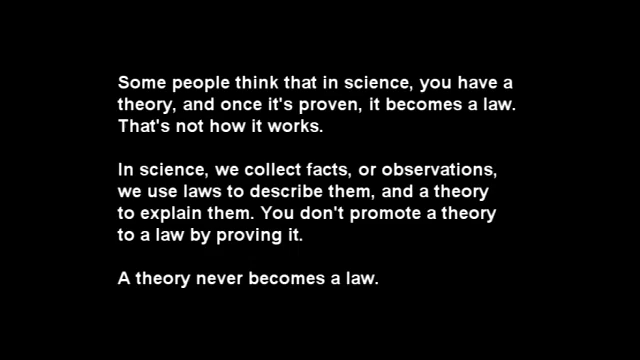 Some people think that in science, you have a
theory, and once it's proven, it becomes a law.
That's not how it works.
In science, we collect facts, or observations,
we use laws to describe them, and a theory
to explain them. You don't promote a theory
to a law by proving it.
A theory never becomes a law.